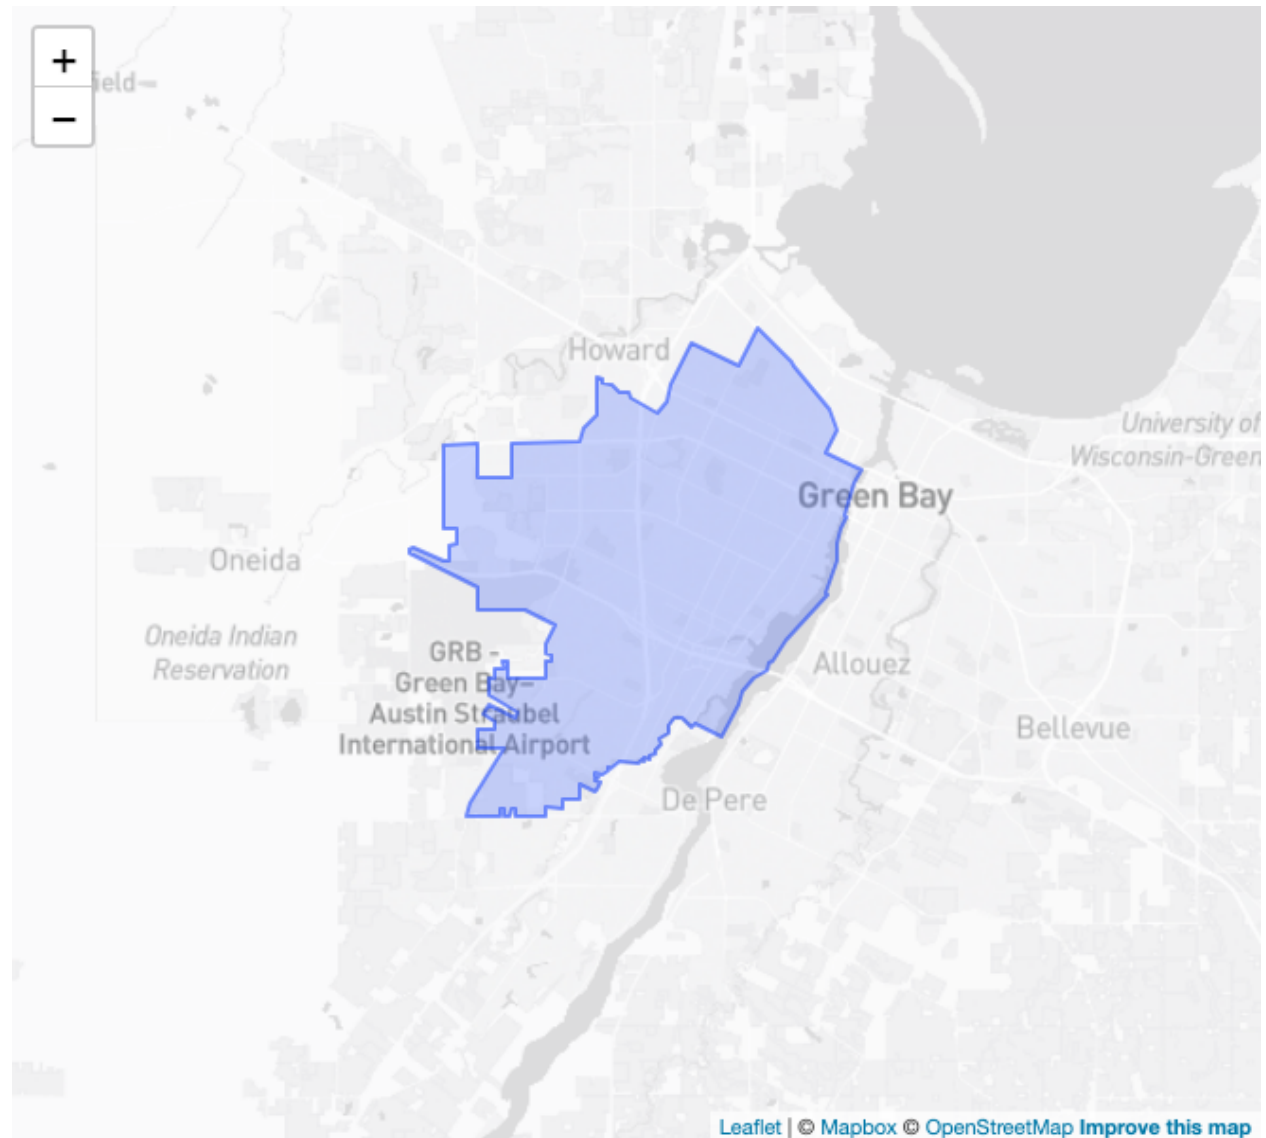 +
ield
−
Howard
University of
Wisconsin-Green
Green Bay
Oneida
Oneida Indian
Reservation
GRB -
Green Bay–
Austin Straubel
International Airport
Allouez
Bellevue
De Pere
Leaflet | © Mapbox © OpenStreetMap Improve this map